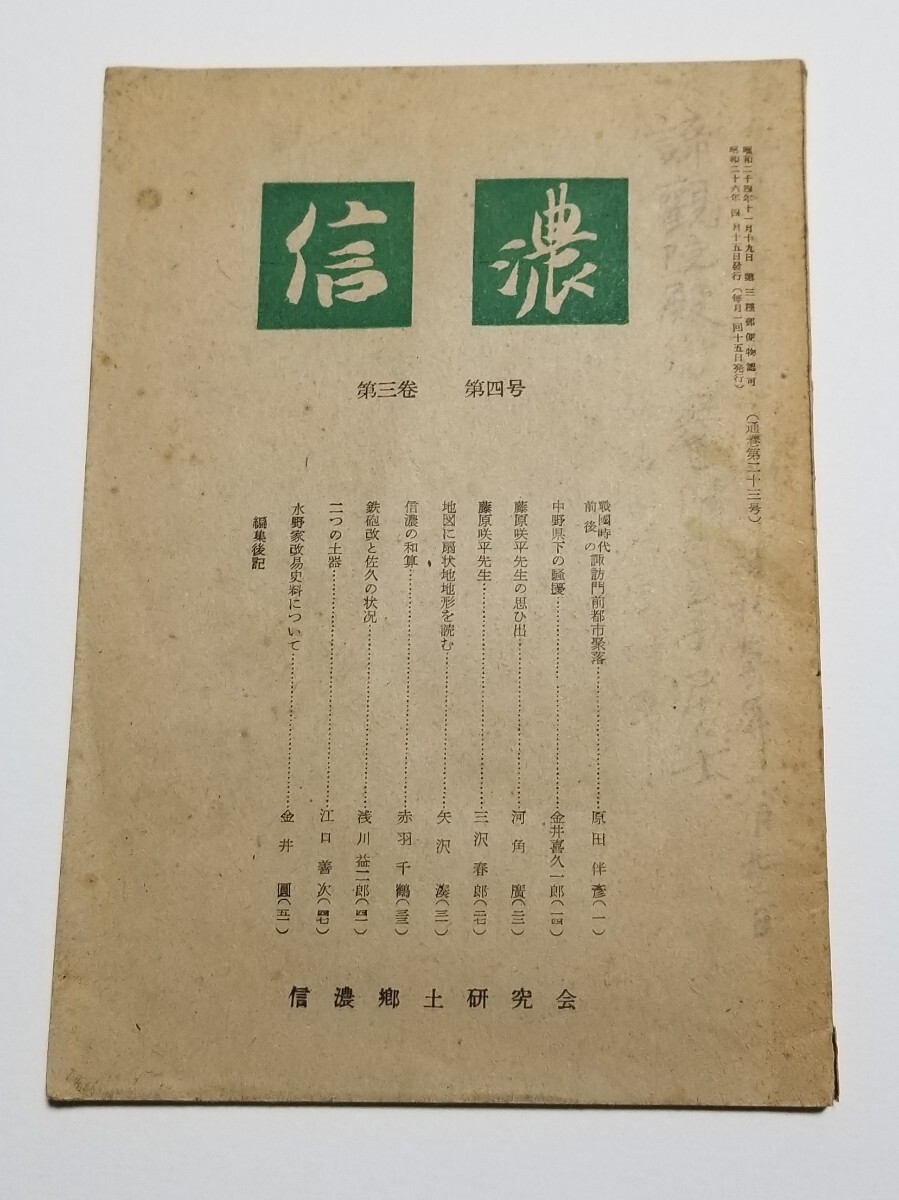 昭和二十四年十一月十九日 第三種郵便物認可
昭和二十六年四月十五日発行(毎月一回十五日発行)
(通巻第二十三号)
信濃
第三卷 第四号
戰國時代前後の諏訪門前都市聚落……原田伴彥(一)
中野県下の騷擾……金井喜久一郎(一四)
藤原咲平先生の思ひ出……河角廣(二三)
藤原咲平先生……三沢春郎(二七)
地図に扇状地地形を読む……矢沢湊(三一)
信濃の和算……赤羽千鶴(三三)
鉄砲改と佐久の状況……浅川益二郎(四一)
二つの土器……江口善次(四七)
水野家改易史料について……金井圓(五一)
編集後記
信濃郷土研究会